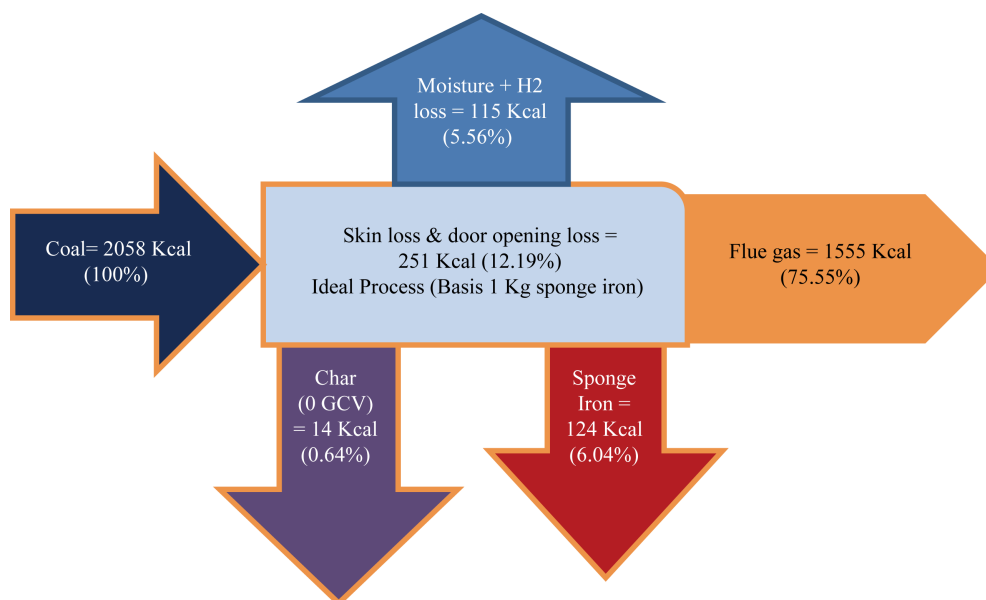 Moisture + H2
loss = 115 Kcal
(5.56%)
Coal= 2058 Kcal
(100%)
Skin loss & door opening loss =
251 Kcal (12.19%)
Ideal Process (Basis 1 Kg sponge iron)
Flue gas = 1555 Kcal
(75.55%)
Char
(0 GCV)
= 14 Kcal
(0.64%)
Sponge
Iron =
124 Kcal
(6.04%)